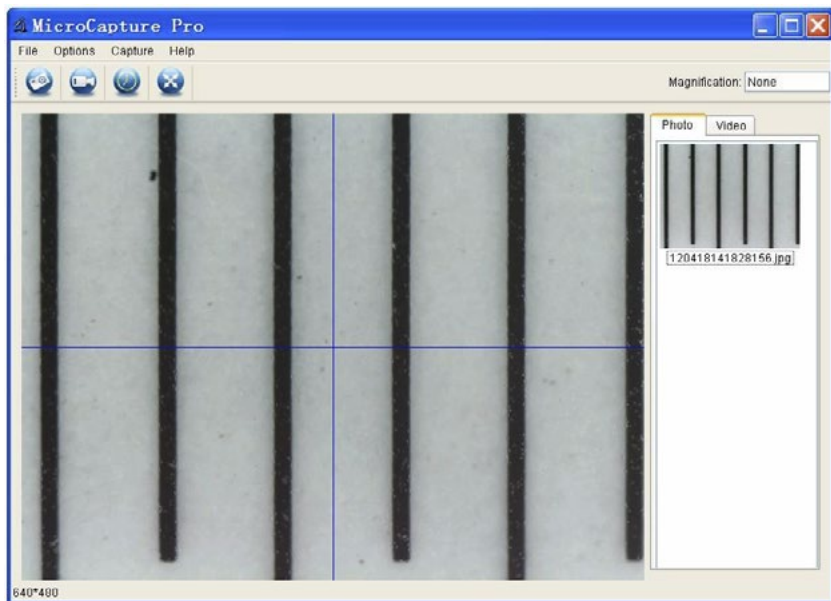 MicroCapture Pro
File Options Capture Help
Magnification: None
Photo Video
120418141828156.jpg
640*480